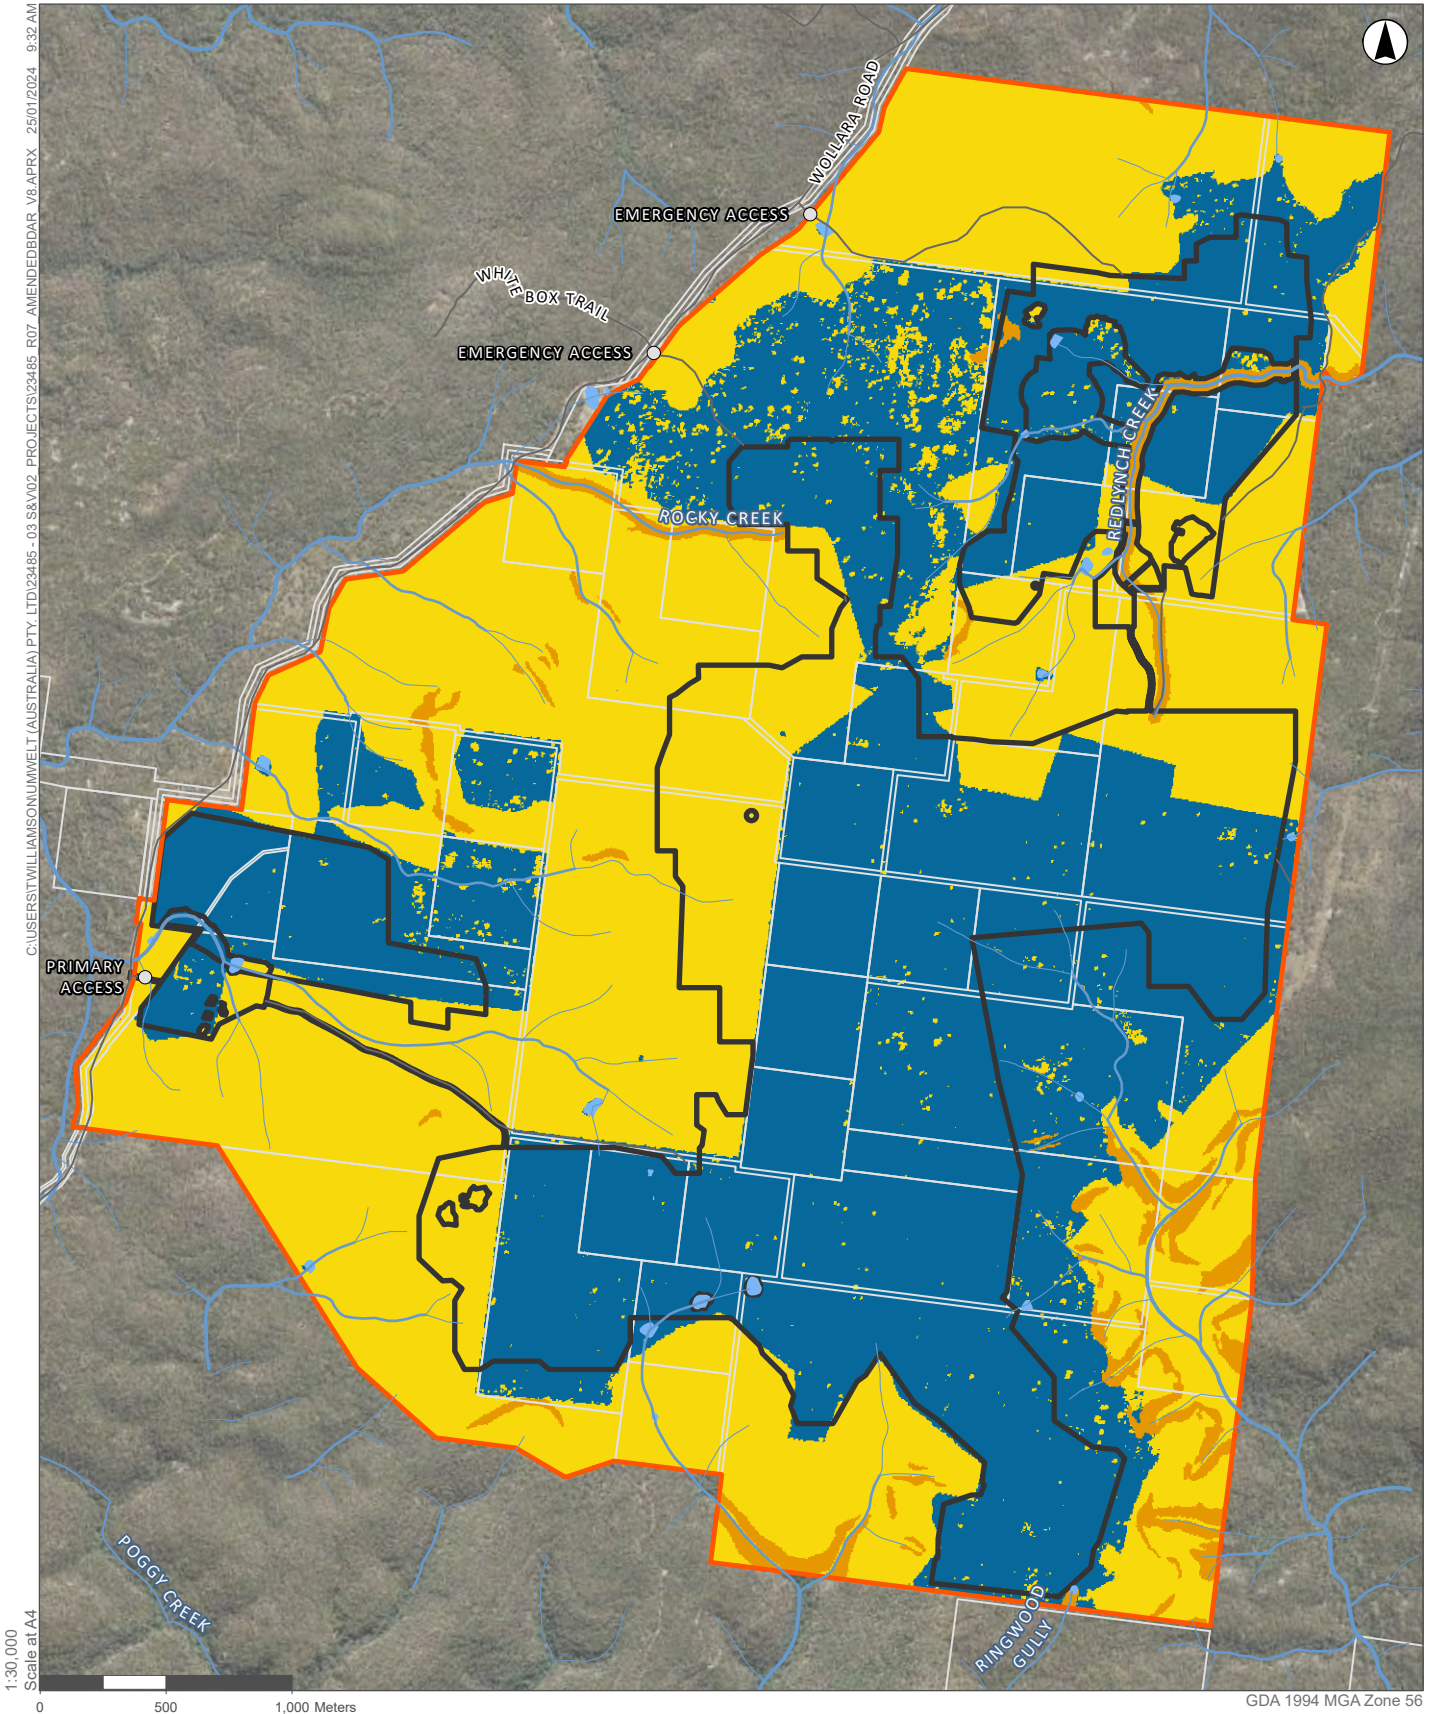 C:\USERS\TWILLIAMSON\UMWELT (AUSTRALIA) PTY. LTD\23485 - 03 S&V\02_PROJECTS\23485_R07_AMENDEDBDAR_V8.APRX 25/01/2024 9:32 AM
WOLLARA ROAD
EMERGENCY ACCESS
WHITE BOX TRAIL
EMERGENCY ACCESS
REDLYNCH CREEK
ROCKY CREEK
PRIMARY
ACCESS
POGGY CREEK
RINGWOOD
GULLY
1:30,000
Scale at A4
0 500 1,000 Meters
GDA 1994 MGA Zone 56